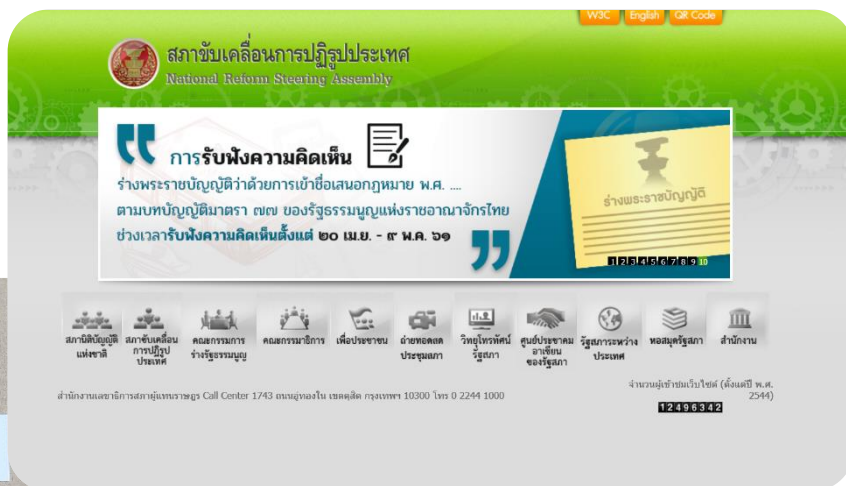 W3C English QR Code
สภาขับเคลื่อนการปฏิรูปประเทศ
National Reform Steering Assembly
การรับฟังความคิดเห็น
ร่างพระราชบัญญัติว่าด้วยการเข้าชื่อเสนอกฎหมาย พ.ศ. ....
ตามบทบัญญัติมาตรา ๗๗ ของรัฐธรรมนูญแห่งราชอาณาจักรไทย
ช่วงเวลารับฟังความคิดเห็นตั้งแต่ ๒๐ เม.ย. - ๙ พ.ค. ๖๑
ร่างพระราชบัญญัติ
1 2 3 4 5 6 7 8 9 10
สภานิติบัญญัติ
แห่งชาติ
สภาขับเคลื่อน
การปฏิรูป
ประเทศ
คณะกรรมการ
ร่างรัฐธรรมนูญ
คณะกรรมาธิการ
เพื่อประชาชน
ถ่ายทอดสด
ประชุมสภา
วิทยุโทรทัศน์
รัฐสภา
ศูนย์ประชาคม
อาเซียน
ของรัฐสภา
รัฐสภาระหว่าง
ประเทศ
หอสมุดรัฐสภา
สำนักงาน
สำนักงานเลขาธิการสภาผู้แทนราษฎร Call Center 1743 ถนนอู่ทองใน เขตดุสิต กรุงเทพฯ 10300 โทร 0 2244 1000
จำนวนผู้เข้าชมเว็บไซต์ (ตั้งแต่ปี พ.ศ.
2544)
12496342